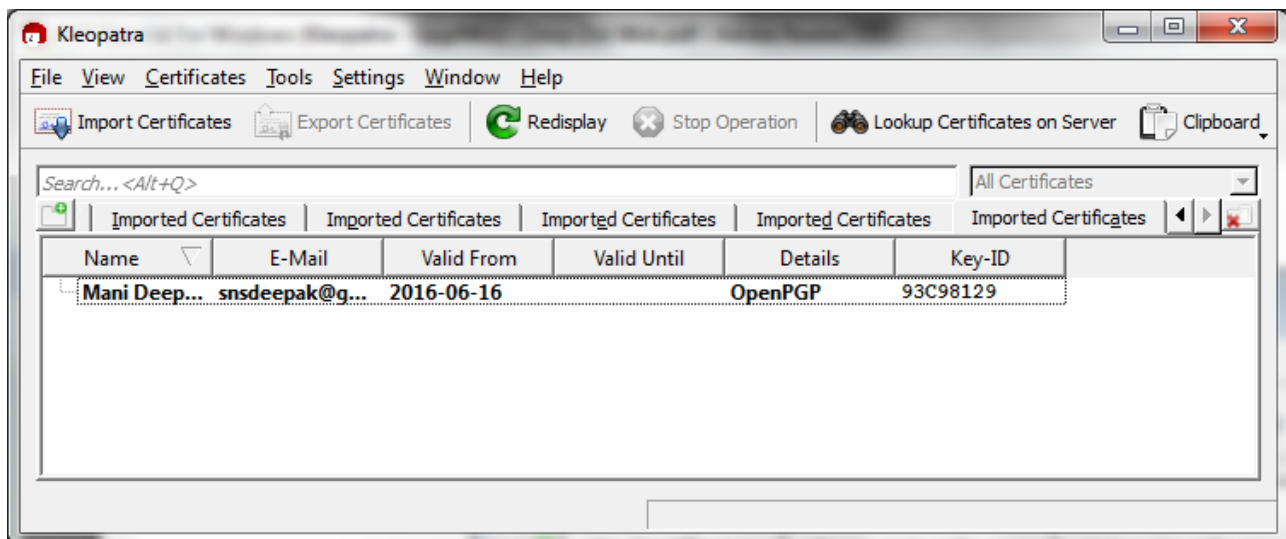 Kleopatra
File View Certificates Tools Settings Window Help
Import Certificates Export Certificates Redisplay Stop Operation Lookup Certificates on Server Clipboard
Search...<Alt+Q> All Certificates
Imported Certificates Imported Certificates Imported Certificates Imported Certificates Imported Certificates
Name E-Mail Valid From Valid Until Details Key-ID
Mani Deep... snsdeepak@g... 2016-06-16 OpenPGP 93C98129